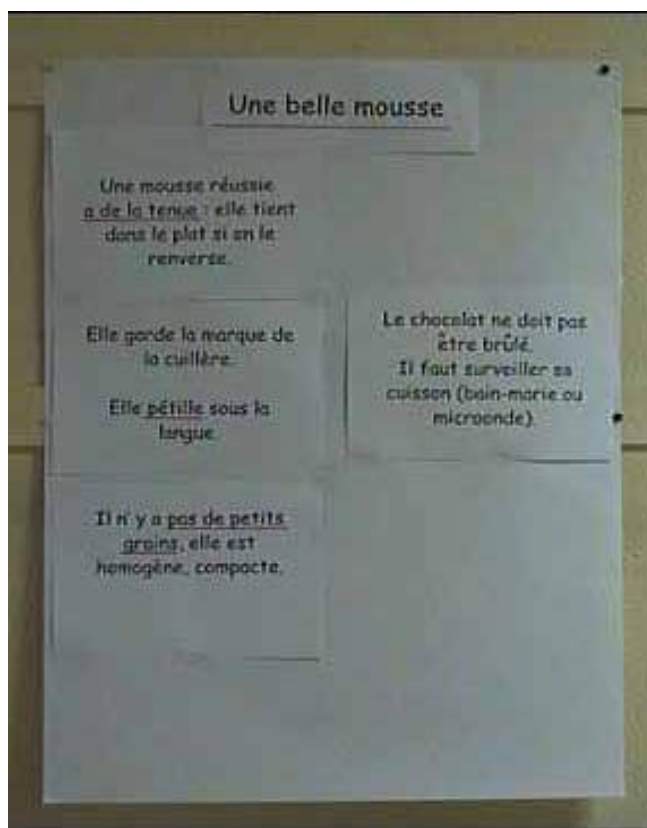 Une belle mousse
Une mousse réussie
a de la tenue : elle tient
dans le plat si on le
renverse.
Elle garde la marque de
la cuillère.
Elle pétille sous la
langue.
Il n'y a pas de petits
grains, elle est
homogène, compacte.
Le chocolat ne doit pas
être brûlé.
Il faut surveiller sa
cuisson (bain-marie ou
microonde).